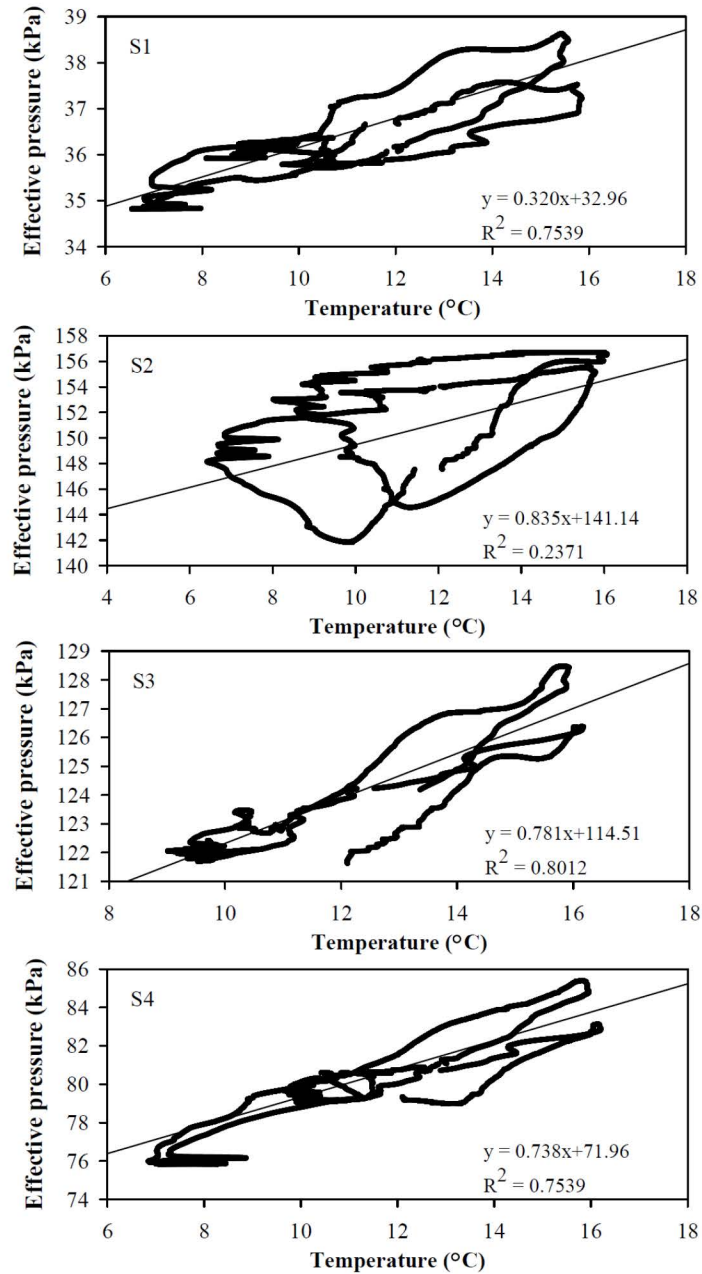 39
S1
38
37
36
35
34
y = 0.320x+32.96
R2 = 0.7539
6 8 10 12 14 16 18
Temperature (°C)
Effective pressure (kPa)
158
S2
156
154
152
150
148
146
144
142
140
y = 0.835x+141.14
R2 = 0.2371
4 6 8 10 12 14 16 18
Temperature (°C)
Effective pressure (kPa)
129
S3
128
127
126
125
124
123
122
121
y = 0.781x+114.51
R2 = 0.8012
8 10 12 14 16 18
Temperature (°C)
Effective pressure (kPa)
86
S4
84
82
80
78
76
74
y = 0.738x+71.96
R2 = 0.7539
6 8 10 12 14 16 18
Temperature (°C)
Effective pressure (kPa)